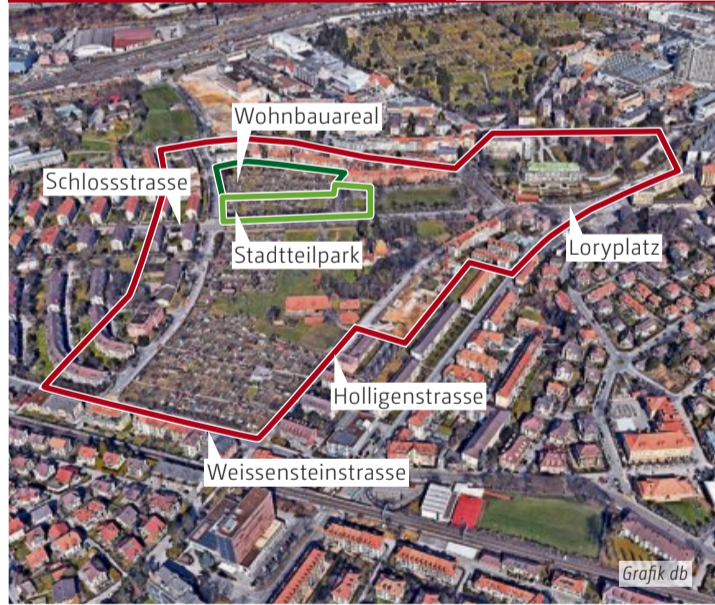 Wohnbauareal
Schlossstrasse
Stadtteilpark
Loryplatz
Holligenstrasse
Weissensteinstrasse
Grafik db